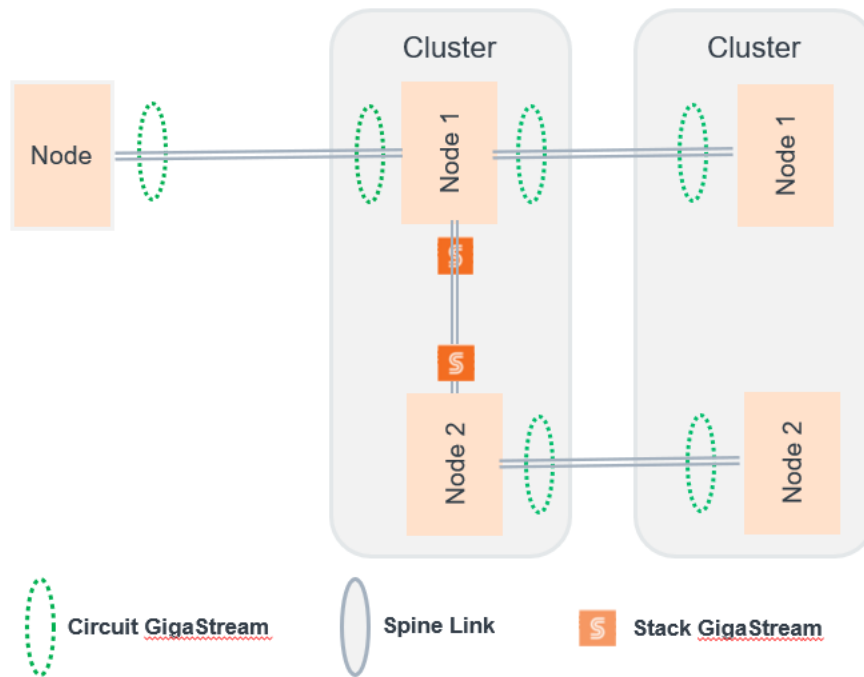 Cluster
Cluster
Node
Node 1
Node 1
Node 2
Node 2
Circuit GigaStream
Spine Link
Stack GigaStream